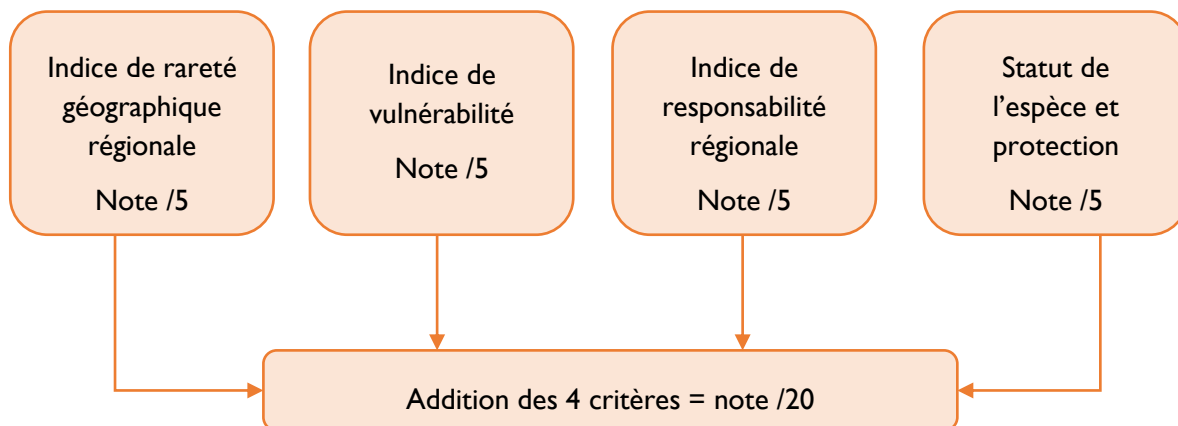 Indice de rareté
géographique
régionale
Note /5
Indice de
vulnérabilité
Note /5
Indice de
responsabilité
régionale
Note /5
Statut de
l’espèce et
protection
Note /5
Addition des 4 critères = note /20